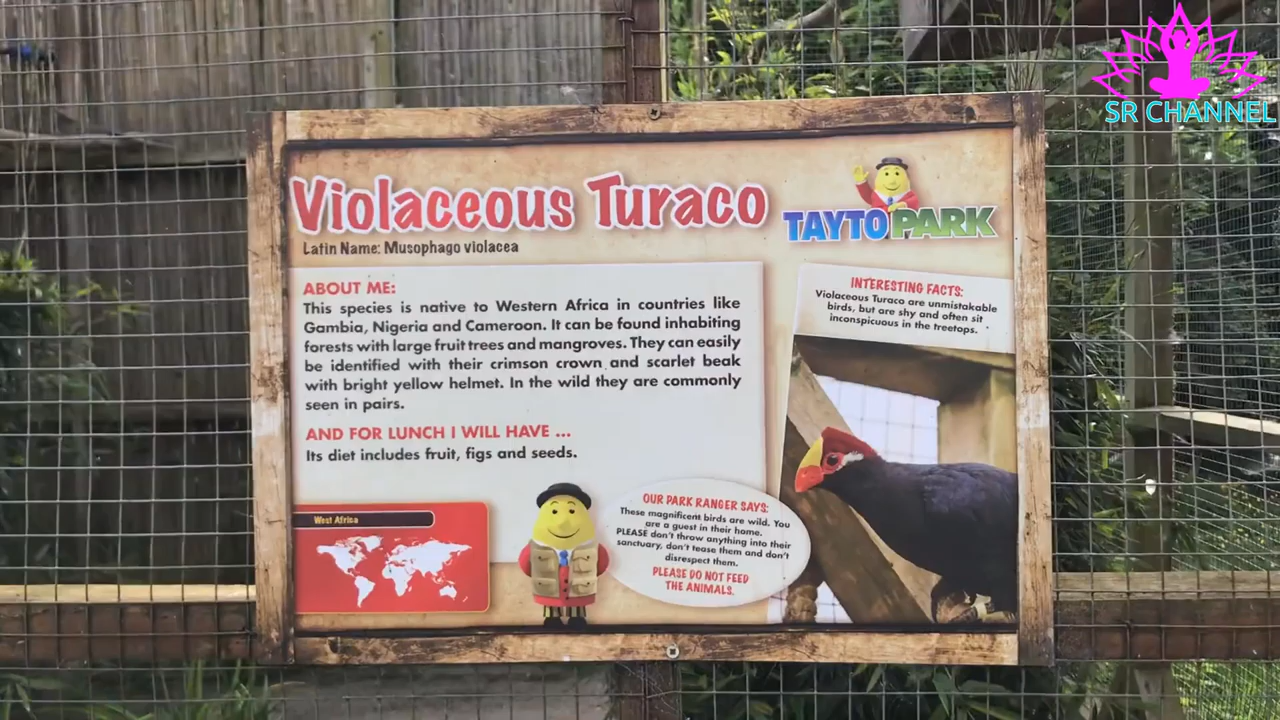 SR CHANNEL
Violaceous Turaco
Latin Name: Musophago violacea
TAYTO PARK
ABOUT ME:
This species is native to Western Africa in countries like
Gambia, Nigeria and Cameroon. It can be found inhabiting
forests with large fruit trees and mangroves. They can easily
be identified with their crimson crown and scarlet beak
with bright yellow helmet. In the wild they are commonly
seen in pairs.
AND FOR LUNCH I WILL HAVE ...
Its diet includes fruit, figs and seeds.
INTERESTING FACTS:
Violaceous Turaco are unmistakable
birds, but are shy and often sit
inconspicuous in the treetops.
West Africa
OUR PARK RANGER SAYS:
These magnificent birds are wild. You
are a guest in their home.
PLEASE don't throw anything into their
sanctuary, don't tease them and don't
disrespect them.
PLEASE DO NOT FEED
THE ANIMALS.